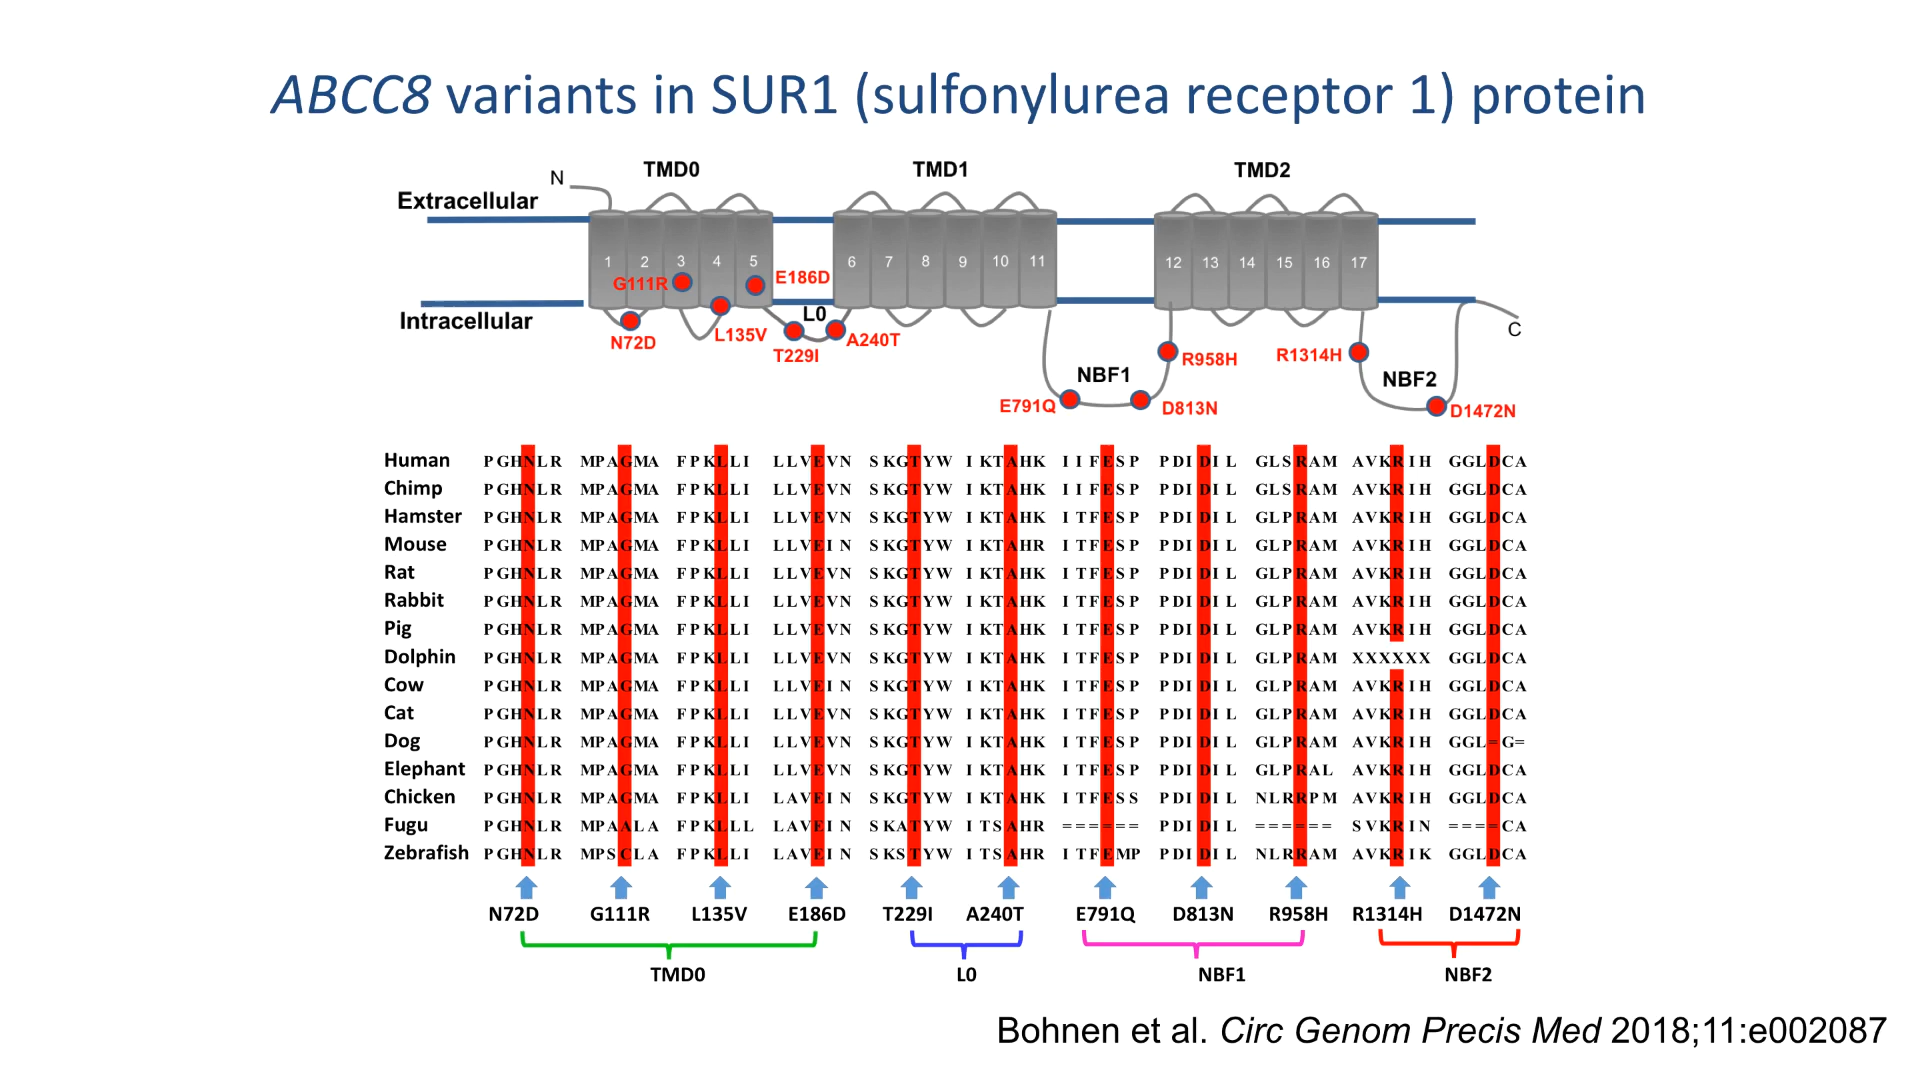 ABCC8 variants in SUR1 (sulfonylurea receptor 1) protein
TMD0 TMD1 TMD2
N
Extracellular
1 2 3 4 5 6 7 8 9 10 11 12 13 14 15 16 17
G111R E186D
L0
Intracellular
C
N72D L135V T229I A240T
R958H R1314H
NBF1 NBF2
E791Q D813N D1472N
Human PGHNLR MPAGMA FPKLLI LLVEVN SKGTYW IKTAHK IIFESP PDIDIL GLSRAM AVKRIH GGLDCA
Chimp PGHNLR MPAGMA FPKLLI LLVEVN SKGTYW IKTAHK IIFESP PDIDIL GLSRAM AVKRIH GGLDCA
Hamster PGHNLR MPAGMA FPKLLI LLVEVN SKGTYW IKTAHK ITFESP PDIDIL GLPRAM AVKRIH GGLDCA
Mouse PGHNLR MPAGMA FPKLLI LLVEIN SKGTYW IKTAHR ITFESP PDIDIL GLPRAM AVKRIH GGLDCA
Rat PGHNLR MPAGMA FPKLLI LLVEVN SKGTYW IKTAHK ITFESP PDIDIL GLPRAM AVKRIH GGLDCA
Rabbit PGHNLR MPAGMA FPKLLI LLVEVN SKGTYW IKTAHK ITFESP PDIDIL GLPRAM AVKRIH GGLDCA
Pig PGHNLR MPAGMA FPKLLI LLVEVN SKGTYW IKTAHK ITFESP PDIDIL GLPRAM AVKRIH GGLDCA
Dolphin PGHNLR MPAGMA FPKLLI LLVEVN SKGTYW IKTAHK ITFESP PDIDIL GLPRAM XXXXXX GGLDCA
Cow PGHNLR MPAGMA FPKLLI LLVEIN SKGTYW IKTAHK ITFESP PDIDIL GLPRAM AVKRIH GGLDCA
Cat PGHNLR MPAGMA FPKLLI LLVEVN SKGTYW IKTAHK ITFESP PDIDIL GLPRAM AVKRIH GGLDCA
Dog PGHNLR MPAGMA FPKLLI LLVEVN SKGTYW IKTAHK ITFESP PDIDIL GLPRAM AVKRIH GGL=G=
Elephant PGHNLR MPAGMA FPKLLI LLVEVN SKGTYW IKTAHK ITFESP PDIDIL GLPRAL AVKRIH GGLDCA
Chicken PGHNLR MPAGMA FPKLLI LAVEIN SKGTYW IKTAHK ITFESS PDIDIL NLRRPM AVKRIH GGLDCA
Fugu PGHNLR MPAALA FPKLLL LAVEIN SKATYW ITSAHR ====== PDIDIL ====== SVKRIN ====CA
Zebrafish PGHNLR MPSCLA FPKLLI LAVEIN SKSTYW ITSAHR ITFEMP PDIDIL NLRRAM AVKRIK GGLDCA
N72D G111R L135V E186D T229I A240T E791Q D813N R958H R1314H D1472N
TMD0 L0 NBF1 NBF2
Bohnen et al. Circ Genom Precis Med 2018;11:e002087